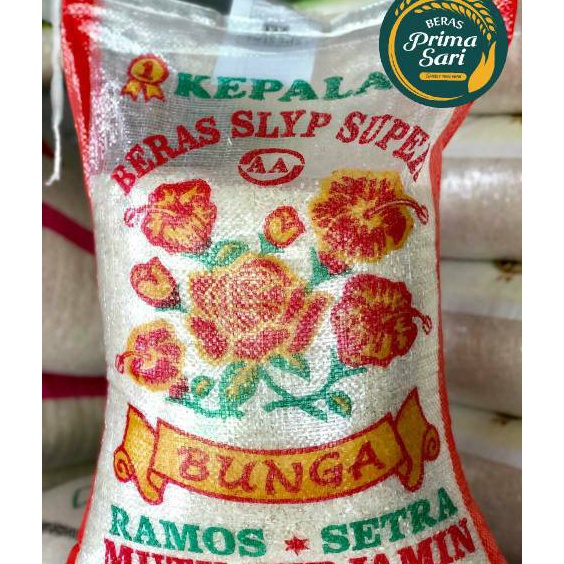 BERAS
Prima
Sari
1
KEPALA
BERAS SLYP SUPER
AA
BUNGA
RAMOS ★ SETRA